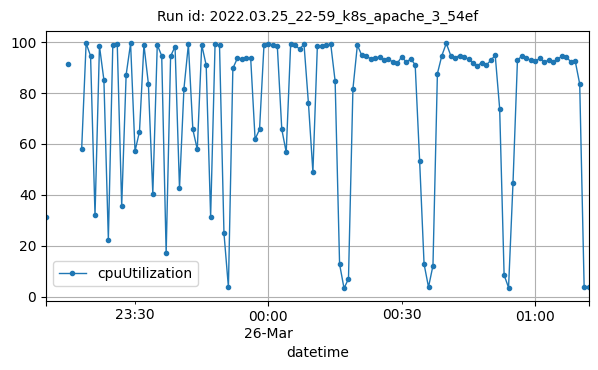 Run id: 2022.03.25_22-59_k8s_apache_3_54ef
100
80
60
40
20
0
cpuUtilization
23:30
00:00
00:30
01:00
26-Mar
datetime